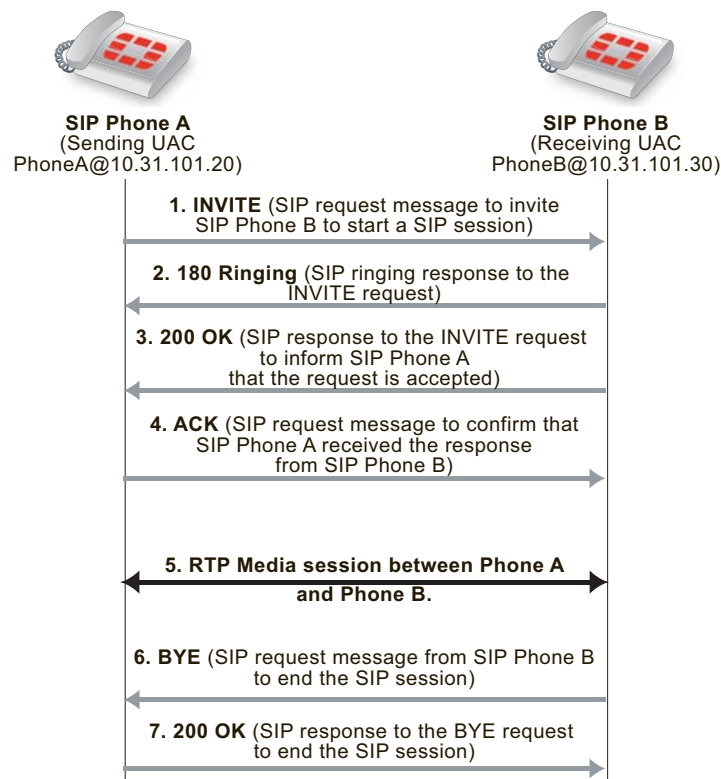 SIP Phone A
(Sending UAC
PhoneA@10.31.101.20)
SIP Phone B
(Receiving UAC
PhoneB@10.31.101.30)
1. INVITE (SIP request message to invite
SIP Phone B to start a SIP session)
2. 180 Ringing (SIP ringing response to the
INVITE request)
3. 200 OK (SIP response to the INVITE request
to inform SIP Phone A
that the request is accepted)
4. ACK (SIP request message to confirm that
SIP Phone A received the response
from SIP Phone B)
5. RTP Media session between Phone A
and Phone B.
6. BYE (SIP request message from SIP Phone B
to end the SIP session)
7. 200 OK (SIP response to the BYE request
to end the SIP session)